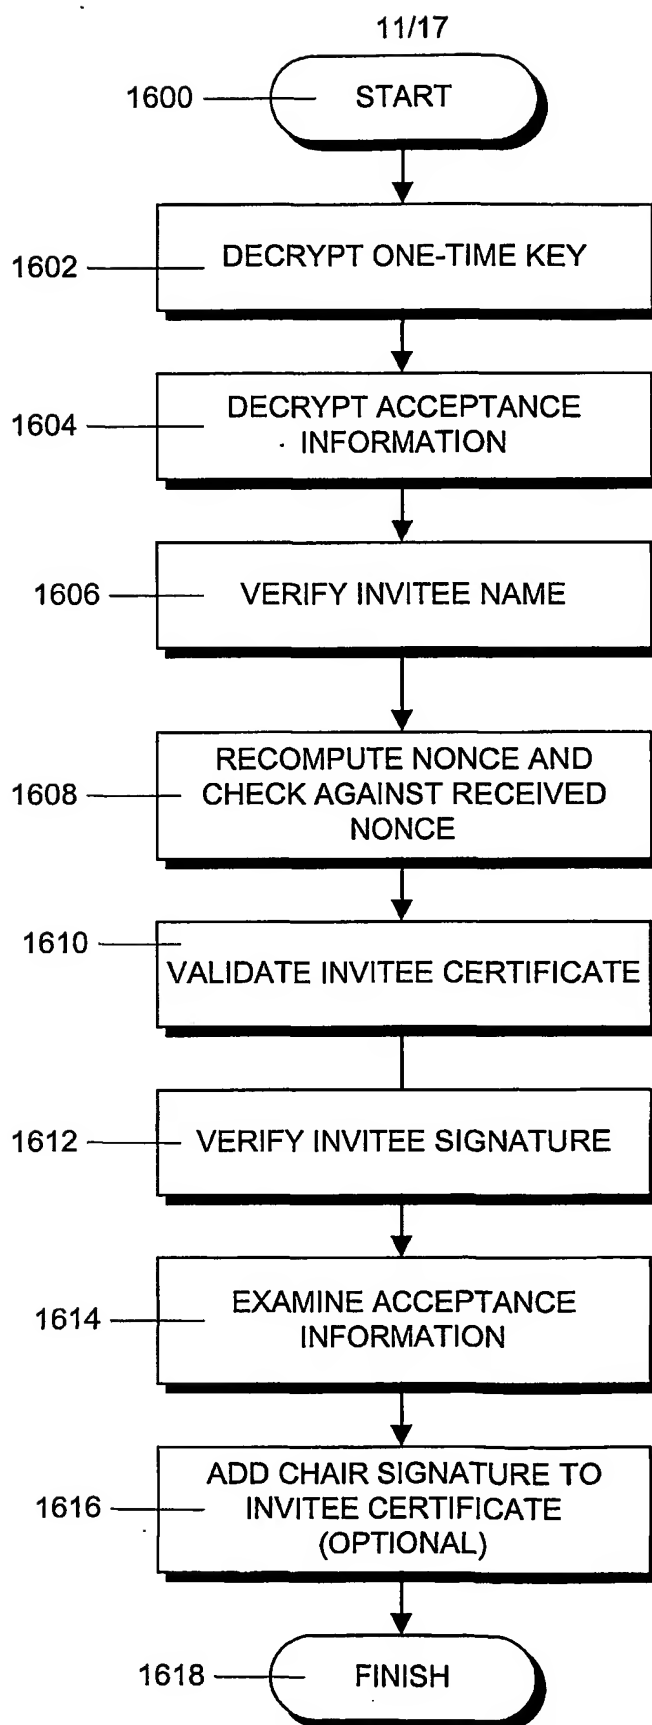 11/17
1600
START
1602
DECRYPT ONE-TIME KEY
1604
DECRYPT ACCEPTANCE
INFORMATION
1606
VERIFY INVITEE NAME
1608
RECOMPUTE NONCE AND
CHECK AGAINST RECEIVED
NONCE
1610
VALIDATE INVITEE CERTIFICATE
1612
VERIFY INVITEE SIGNATURE
1614
EXAMINE ACCEPTANCE
INFORMATION
1616
ADD CHAIR SIGNATURE TO
INVITEE CERTIFICATE
(OPTIONAL)
1618
FINISH